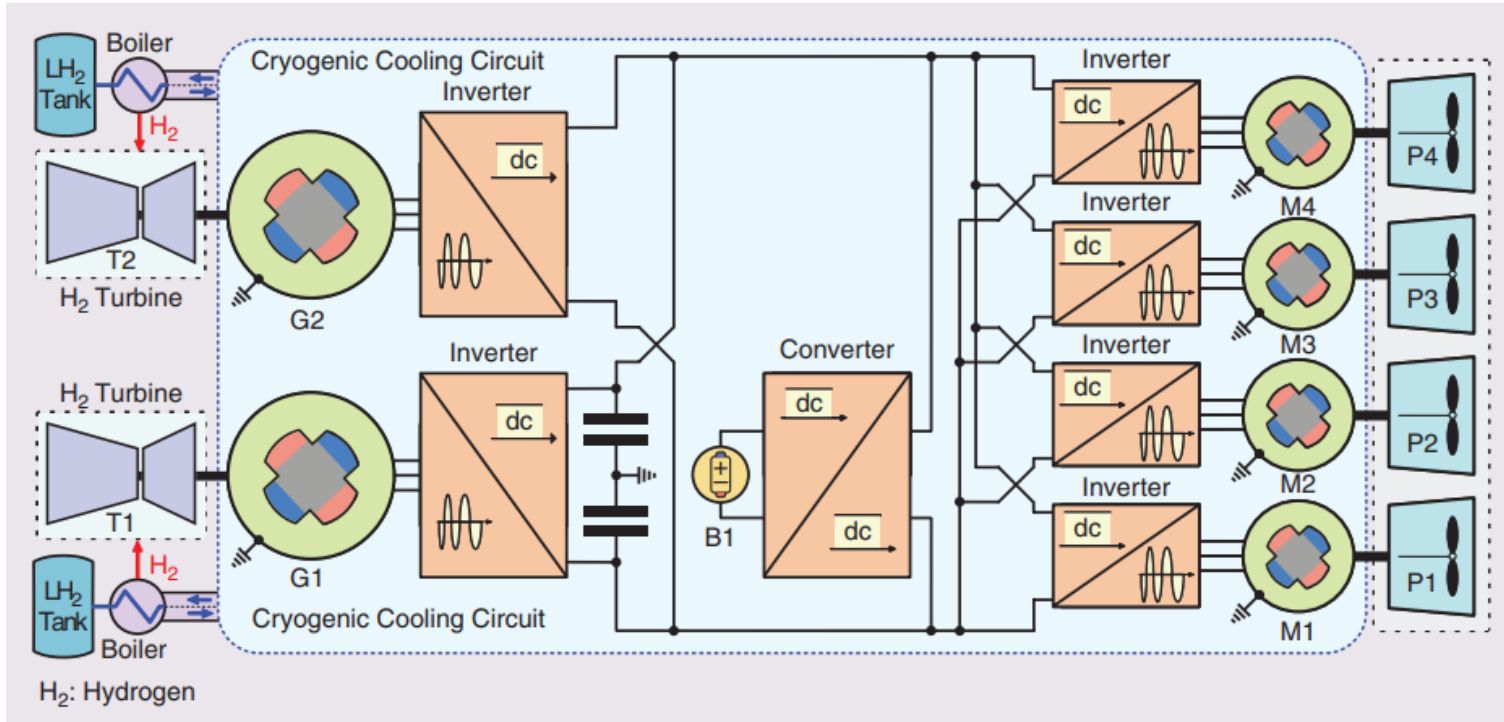 Boiler
LH2
Tank
H2
T2
H2 Turbine
H2 Turbine
T1
H2
LH2
Tank
Boiler
H2: Hydrogen
Cryogenic Cooling Circuit
Inverter
dc
G2
Inverter
dc
G1
Cryogenic Cooling Circuit
Converter
dc
dc
+
−
B1
Inverter
dc
M4
P4
Inverter
dc
M3
P3
Inverter
dc
M2
P2
Inverter
dc
M1
P1